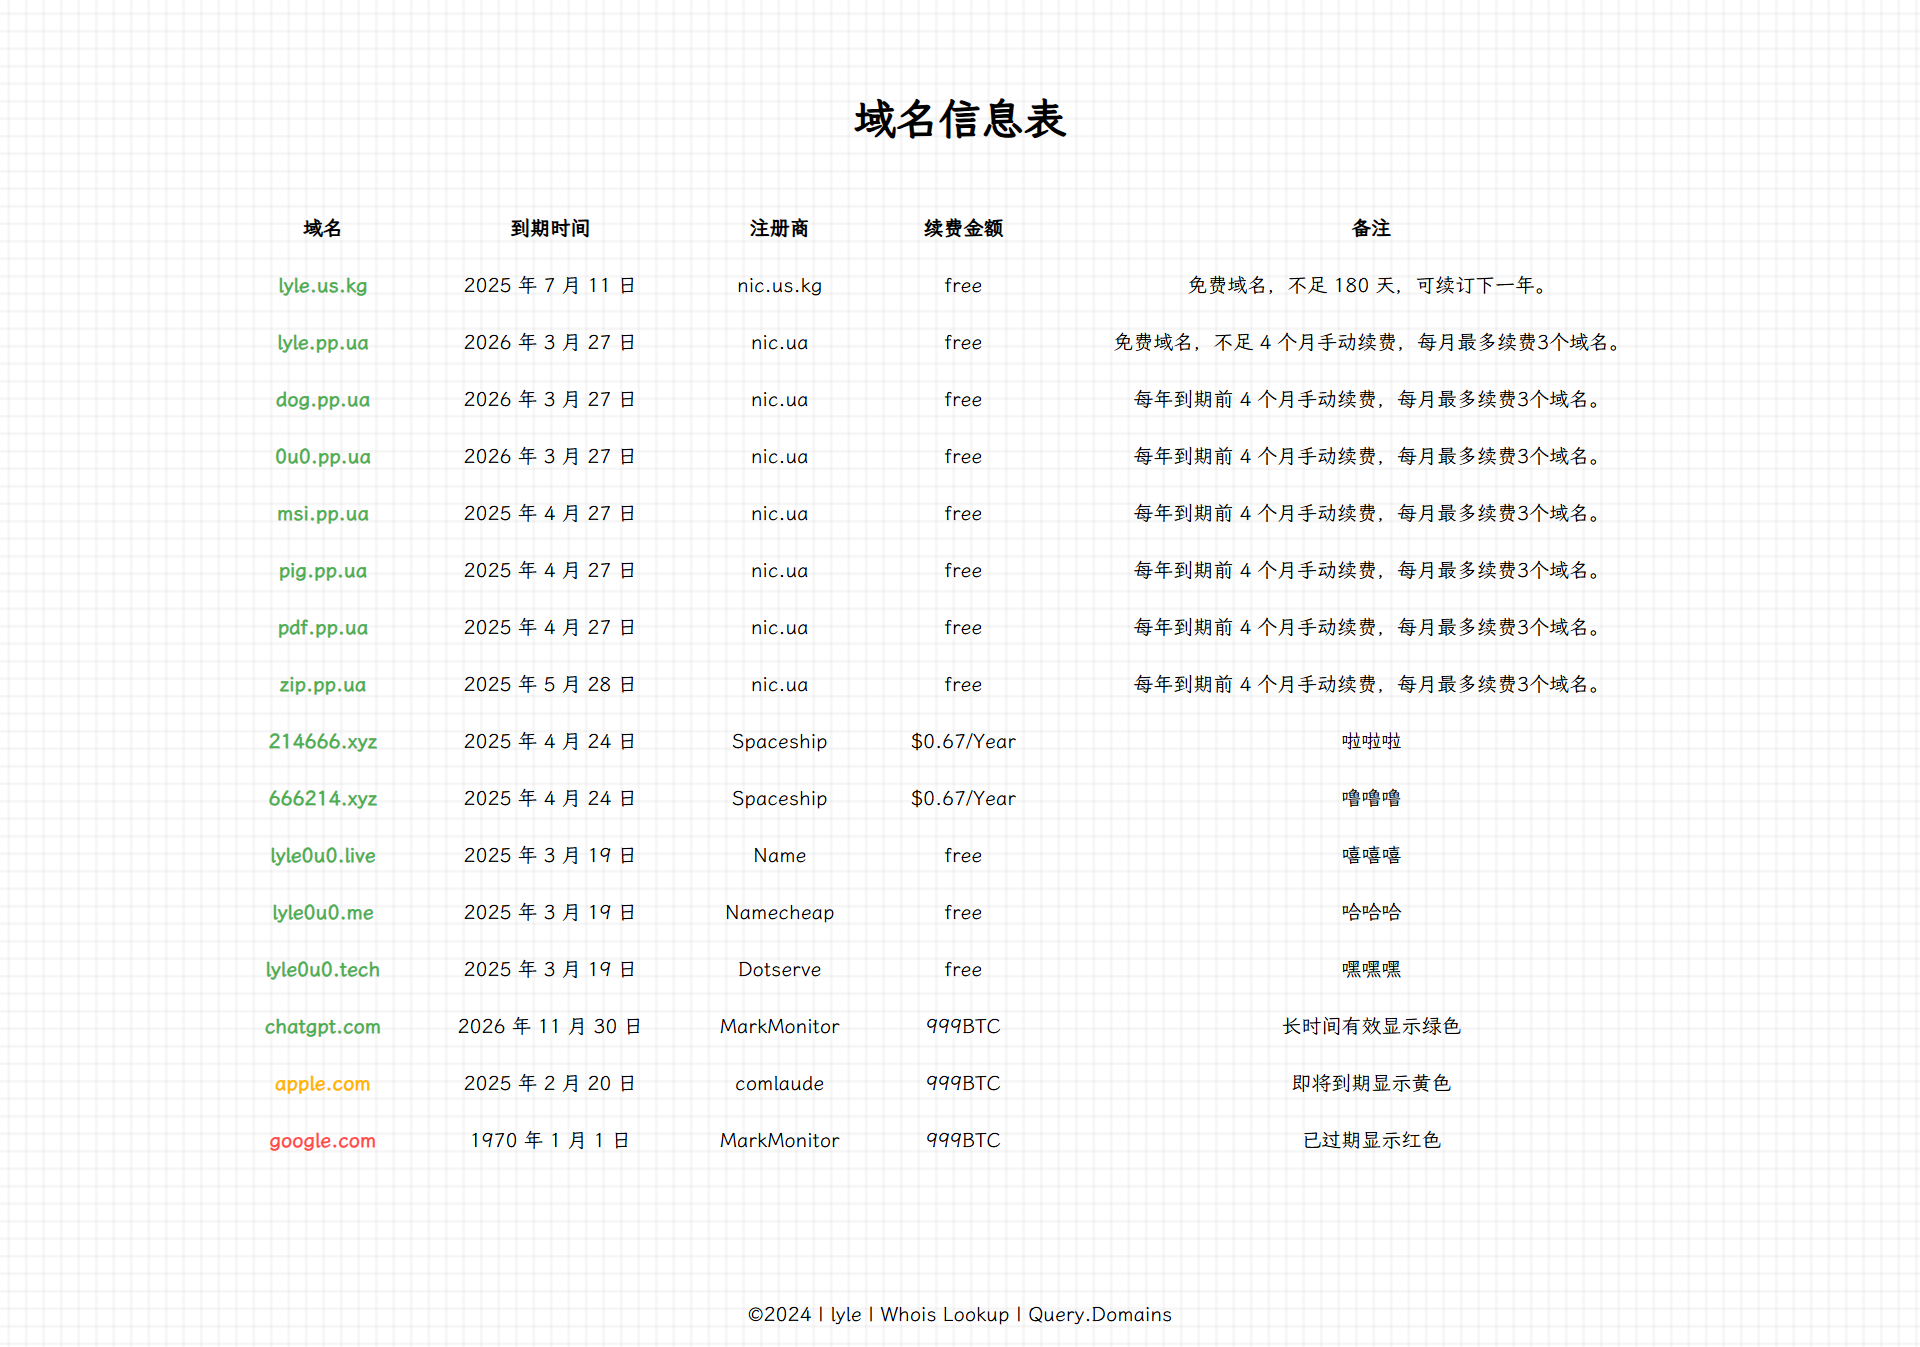 域名信息表
域名 到期时间 注册商 续费金额 备注
lyle.us.kg 2025 年 7 月 11 日 nic.us.kg free 免费域名，不足 180 天，可续订下一年。
lyle.pp.ua 2026 年 3 月 27 日 nic.ua free 免费域名，不足 4 个月手动续费，每月最多续费3个域名。
dog.pp.ua 2026 年 3 月 27 日 nic.ua free 每年到期前 4 个月手动续费，每月最多续费3个域名。
0u0.pp.ua 2026 年 3 月 27 日 nic.ua free 每年到期前 4 个月手动续费，每月最多续费3个域名。
msi.pp.ua 2025 年 4 月 27 日 nic.ua free 每年到期前 4 个月手动续费，每月最多续费3个域名。
pig.pp.ua 2025 年 4 月 27 日 nic.ua free 每年到期前 4 个月手动续费，每月最多续费3个域名。
pdf.pp.ua 2025 年 4 月 27 日 nic.ua free 每年到期前 4 个月手动续费，每月最多续费3个域名。
zip.pp.ua 2025 年 5 月 28 日 nic.ua free 每年到期前 4 个月手动续费，每月最多续费3个域名。
214666.xyz 2025 年 4 月 24 日 Spaceship $0.67/Year 啦啦啦
666214.xyz 2025 年 4 月 24 日 Spaceship $0.67/Year 噜噜噜
lyle0u0.live 2025 年 3 月 19 日 Name free 嘻嘻嘻
lyle0u0.me 2025 年 3 月 19 日 Namecheap free 哈哈哈
lyle0u0.tech 2025 年 3 月 19 日 Dotserve free 嘿嘿嘿
chatgpt.com 2026 年 11 月 30 日 MarkMonitor 999BTC 长时间有效显示绿色
apple.com 2025 年 2 月 20 日 comlaude 999BTC 即将到期显示黄色
google.com 1970 年 1 月 1 日 MarkMonitor 999BTC 已过期显示红色
©2024 | lyle | Whois Lookup | Query.Domains